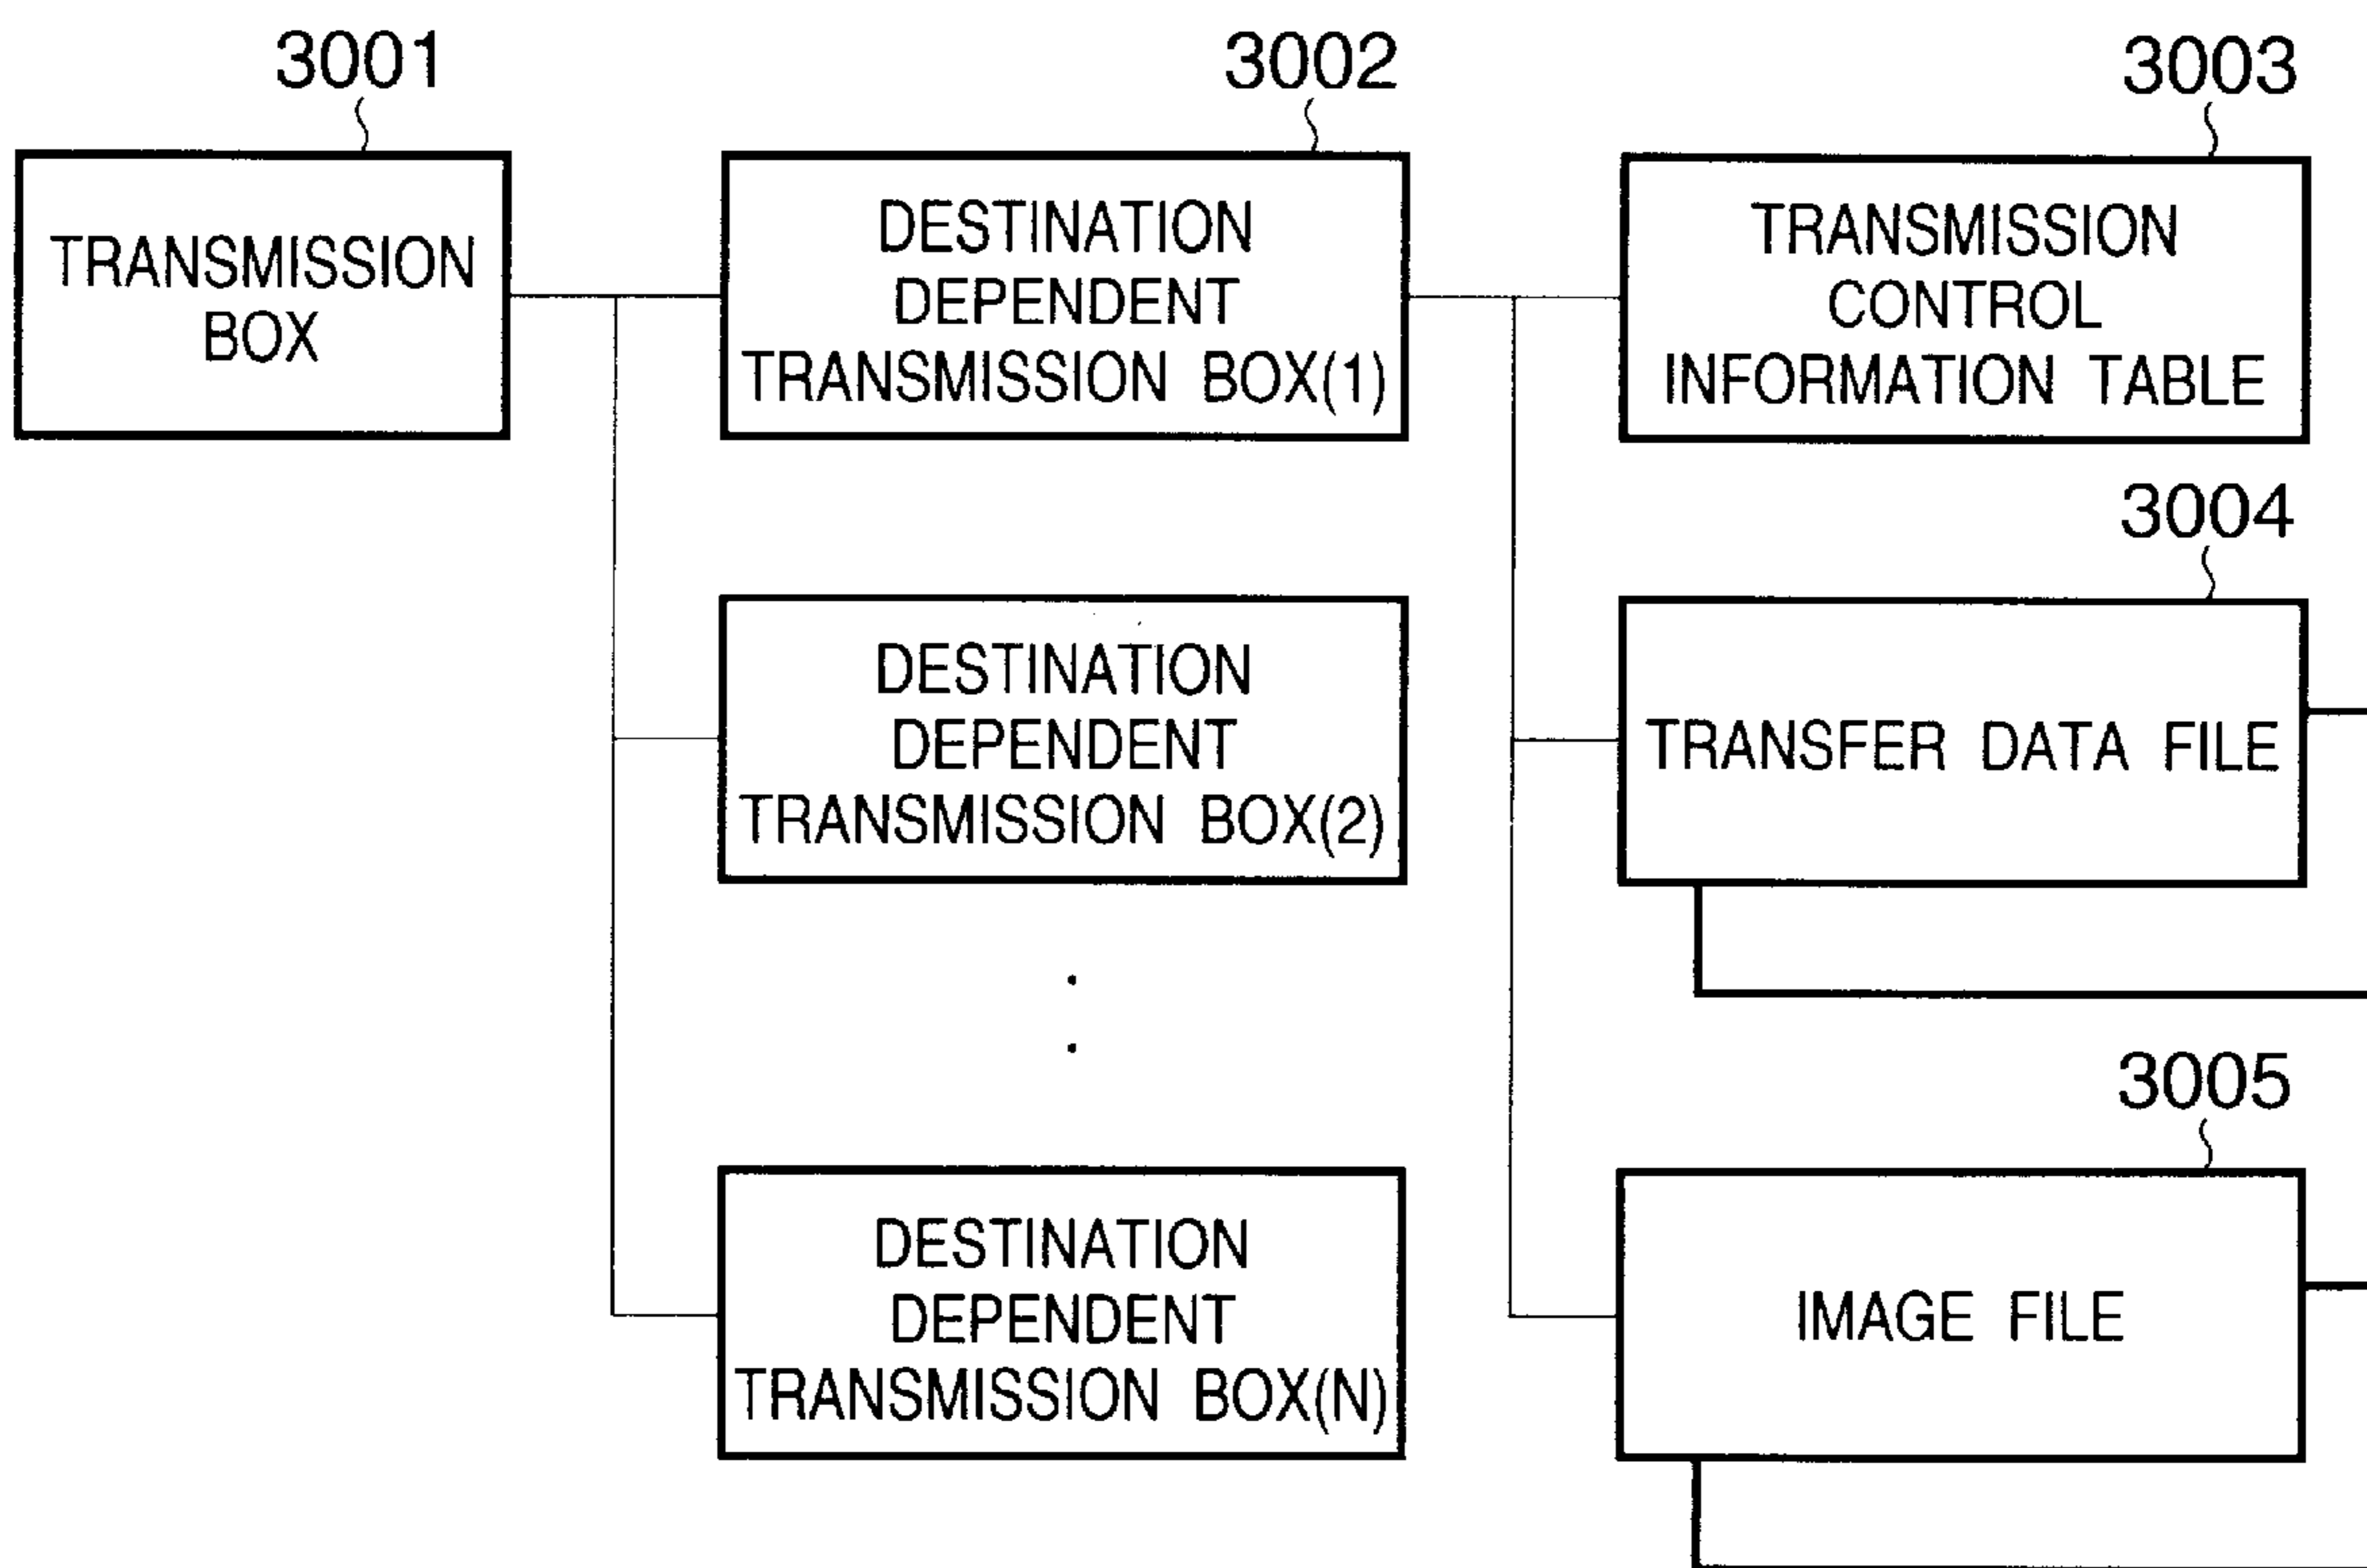 3001
TRANSMISSION
BOX
3002
DESTINATION
DEPENDENT
TRANSMISSION BOX(1)
3003
TRANSMISSION
CONTROL
INFORMATION TABLE
DESTINATION
DEPENDENT
TRANSMISSION BOX(2)
3004
TRANSFER DATA FILE
DESTINATION
DEPENDENT
TRANSMISSION BOX(N)
3005
IMAGE FILE